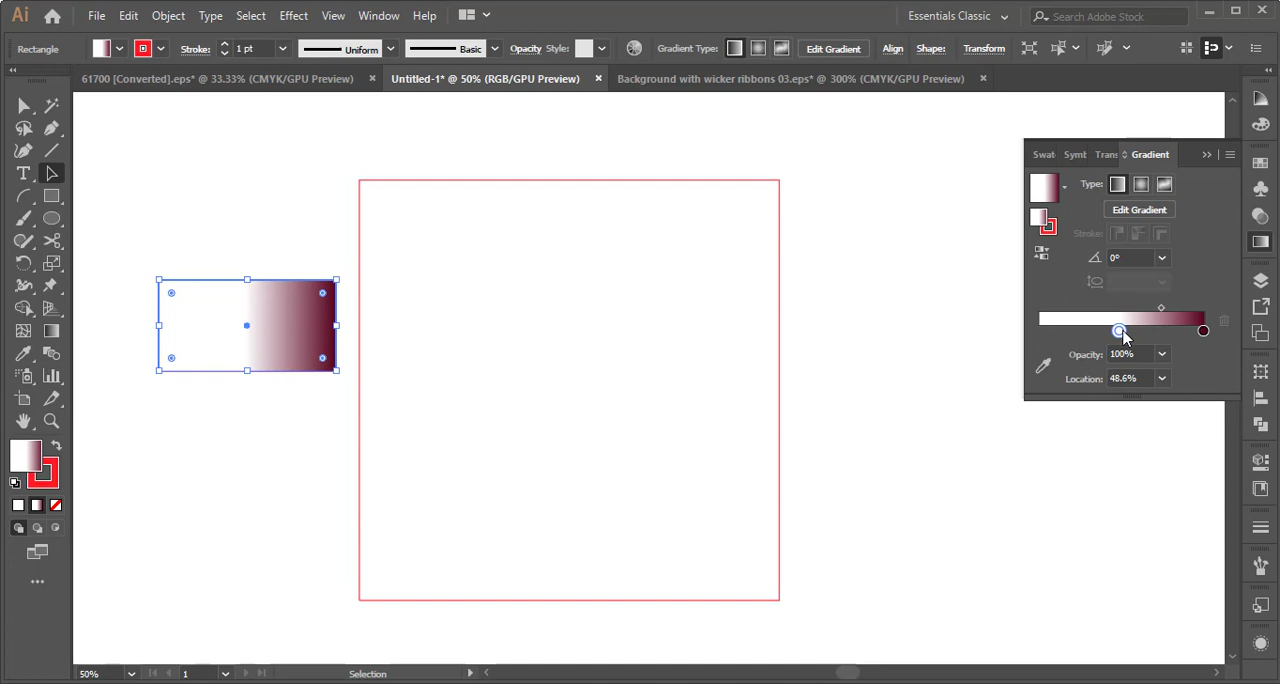 Ai File Edit Object Type Select Effect View Window Help Essentials Classic Search Adobe Stock
Rectangle Stroke: 1 pt Uniform Basic Opacity Style: Gradient Type: Edit Gradient Align Shape: Transform
61700 [Converted].eps* @ 33.33% (CMYK/GPU Preview) × Untitled-1* @ 50% (RGB/GPU Preview) × Background with wicker ribbons 03.eps* @ 300% (CMYK/GPU Preview) ×
Swat Symt Trans Gradient
Type:
Edit Gradient
Stroke:
0°
Opacity: 100%
Location: 48.6%
50% 1 Selection